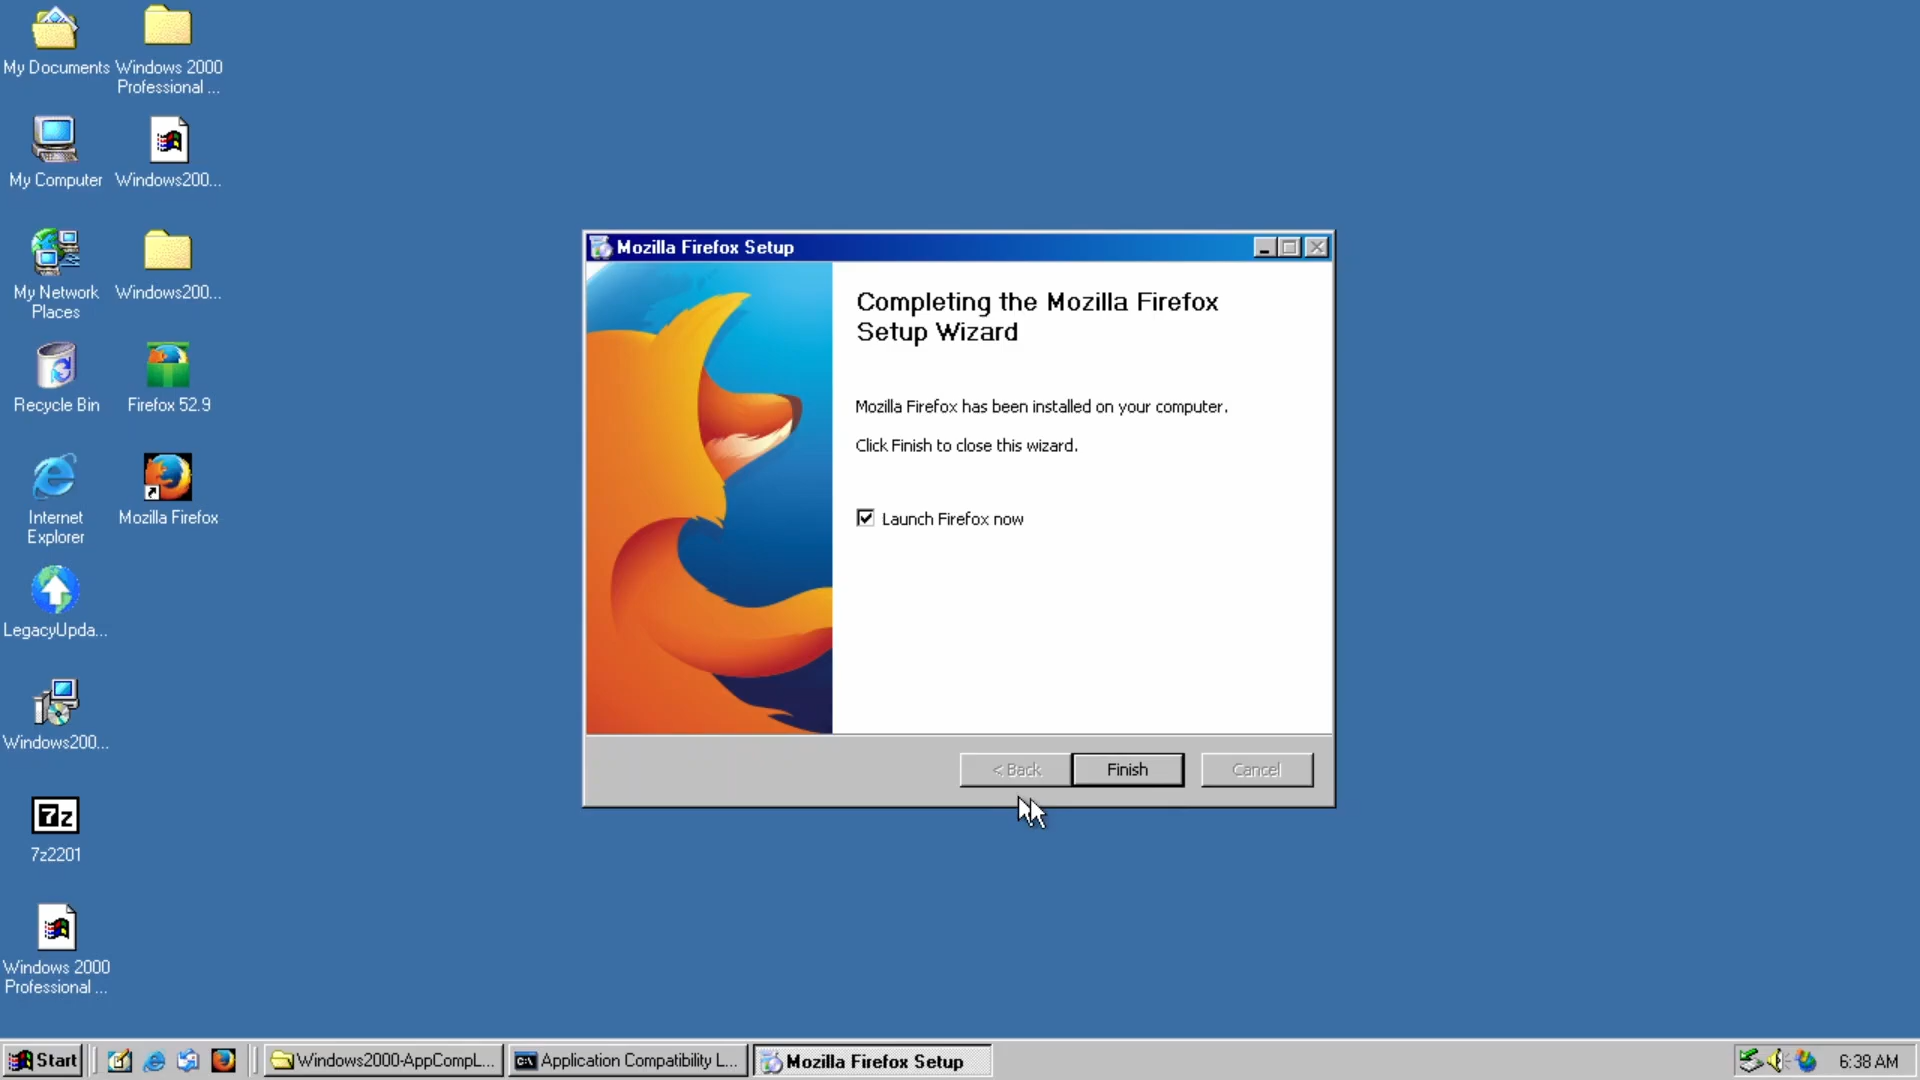 My Documents
Windows 2000
Professional ...
My Computer
Windows200...
My Network
Places
Windows200...
Recycle Bin
Firefox 52.9
Internet
Explorer
Mozilla Firefox
LegacyUpda...
Windows200...
7z
7z2201
Windows 2000
Professional ...
Mozilla Firefox Setup
Completing the Mozilla Firefox
Setup Wizard
Mozilla Firefox has been installed on your computer.
Click Finish to close this wizard.
Launch Firefox now
< Back
Finish
Cancel
Start
Windows2000-AppCompL...
C:\
Application Compatibility L...
Mozilla Firefox Setup
6:38 AM